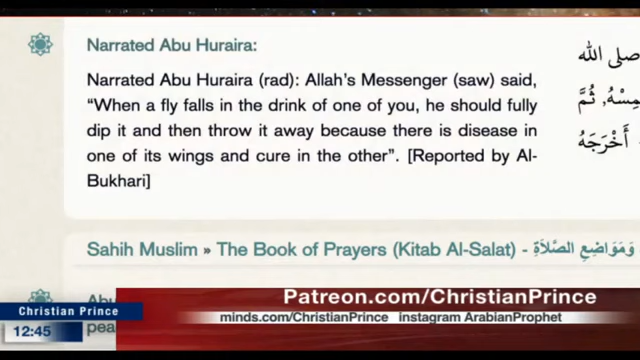 Narrated Abu Huraira:
صلى الله
Narrated Abu Huraira (rad): Allah's Messenger (saw) said,
"When a fly falls in the drink of one of you, he should fully
dip it and then throw it away because there is disease in
one of its wings and cure in the other". [Reported by Al-
Bukhari]
ثُمَّ
أَخْرَجَهُ
Sahih Muslim » The Book of Prayers (Kitab Al-Salat) - وَمَوَاضِعِ الصَّلَاةِ
Patreon.com/ChristianPrince
Christian Prince
minds.com/ChristianPrince instagram ArabianProphet
12:45